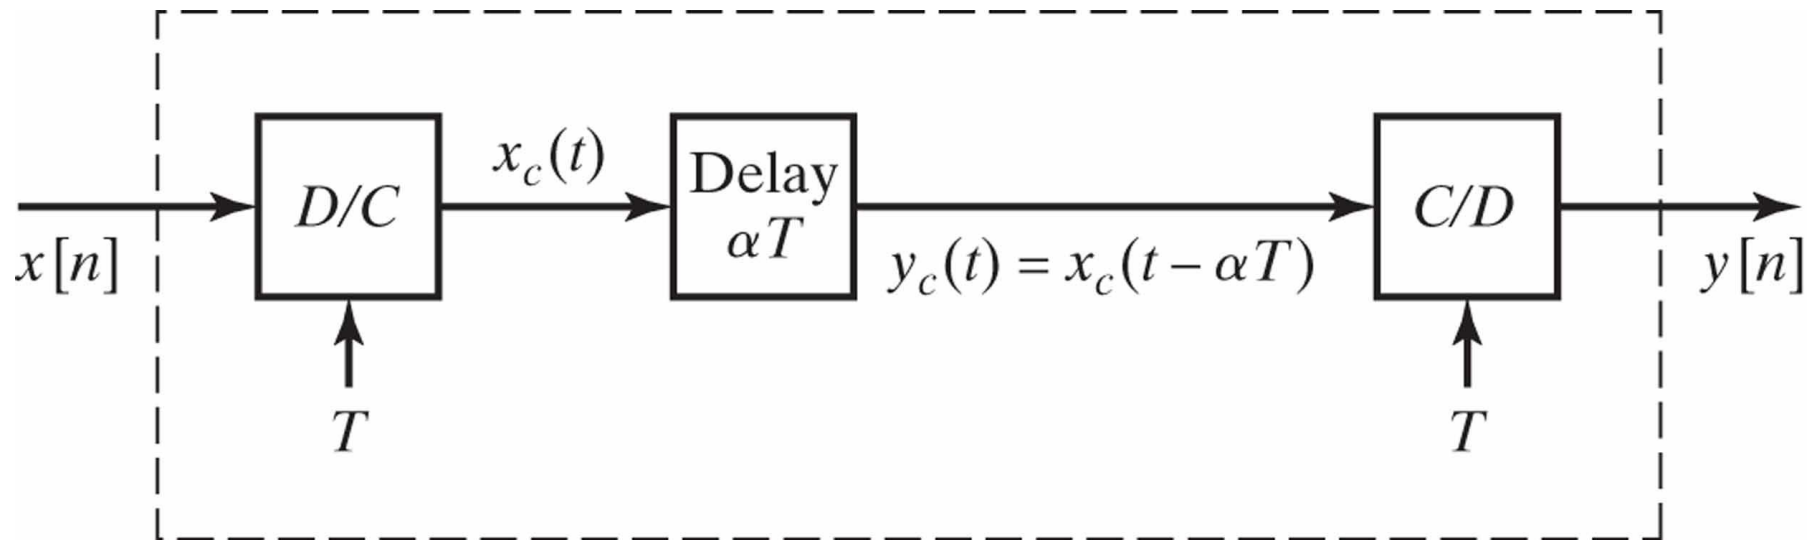 x[n]
D/C
T
x_c(t)
Delay
αT
y_c(t) = x_c(t − αT)
C/D
T
y[n]